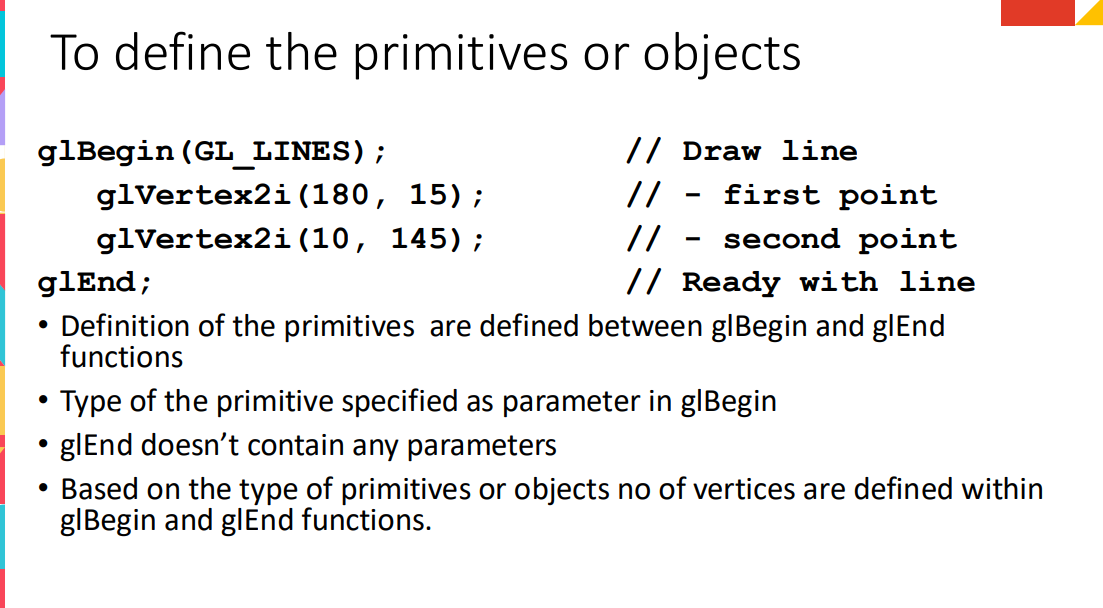 To define the primitives or objects
glBegin(GL_LINES); // Draw line
glVertex2i(180, 15); // - first point
glVertex2i(10, 145); // - second point
glEnd; // Ready with line
• Definition of the primitives are defined between glBegin and glEnd
functions
• Type of the primitive specified as parameter in glBegin
• glEnd doesn’t contain any parameters
• Based on the type of primitives or objects no of vertices are defined within
glBegin and glEnd functions.